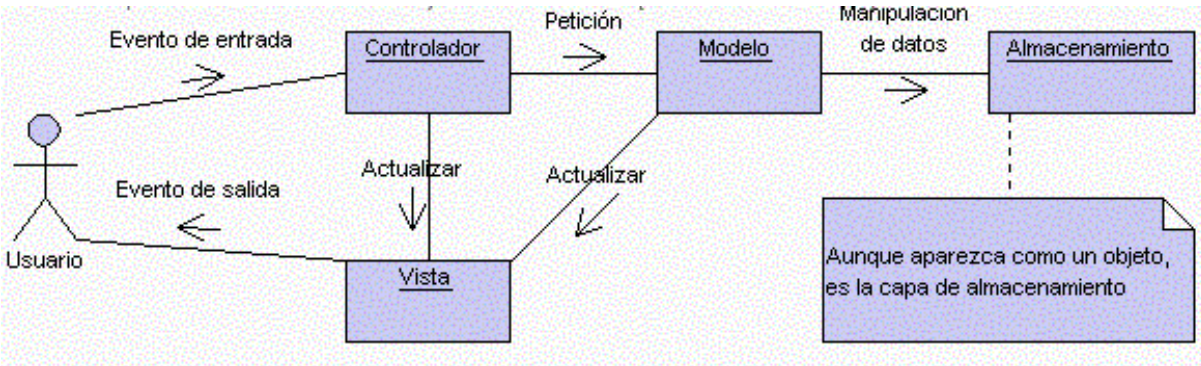 Petición
Manipulacion
de datos
Evento de entrada
Controlador
Modelo
Almacenamiento
Actualizar
Actualizar
Evento de salida
Usuario
Vista
Aunque aparezca como un objeto,
es la capa de almacenamiento